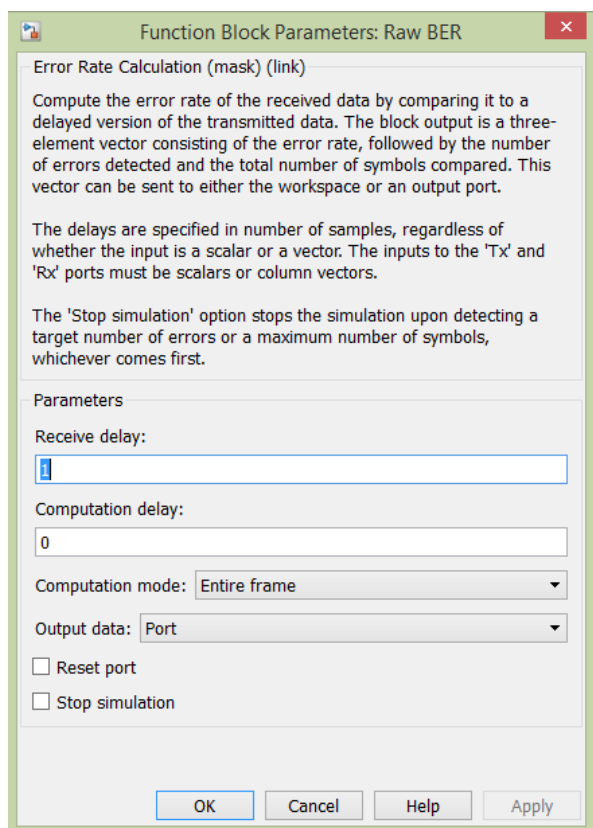 Function Block Parameters: Raw BER
Error Rate Calculation (mask) (link)
Compute the error rate of the received data by comparing it to a
delayed version of the transmitted data. The block output is a three-
element vector consisting of the error rate, followed by the number
of errors detected and the total number of symbols compared. This
vector can be sent to either the workspace or an output port.
The delays are specified in number of samples, regardless of
whether the input is a scalar or a vector. The inputs to the 'Tx' and
'Rx' ports must be scalars or column vectors.
The 'Stop simulation' option stops the simulation upon detecting a
target number of errors or a maximum number of symbols,
whichever comes first.
Parameters
Receive delay:
1
Computation delay:
0
Computation mode: Entire frame
Output data: Port
Reset port
Stop simulation
OK Cancel Help Apply